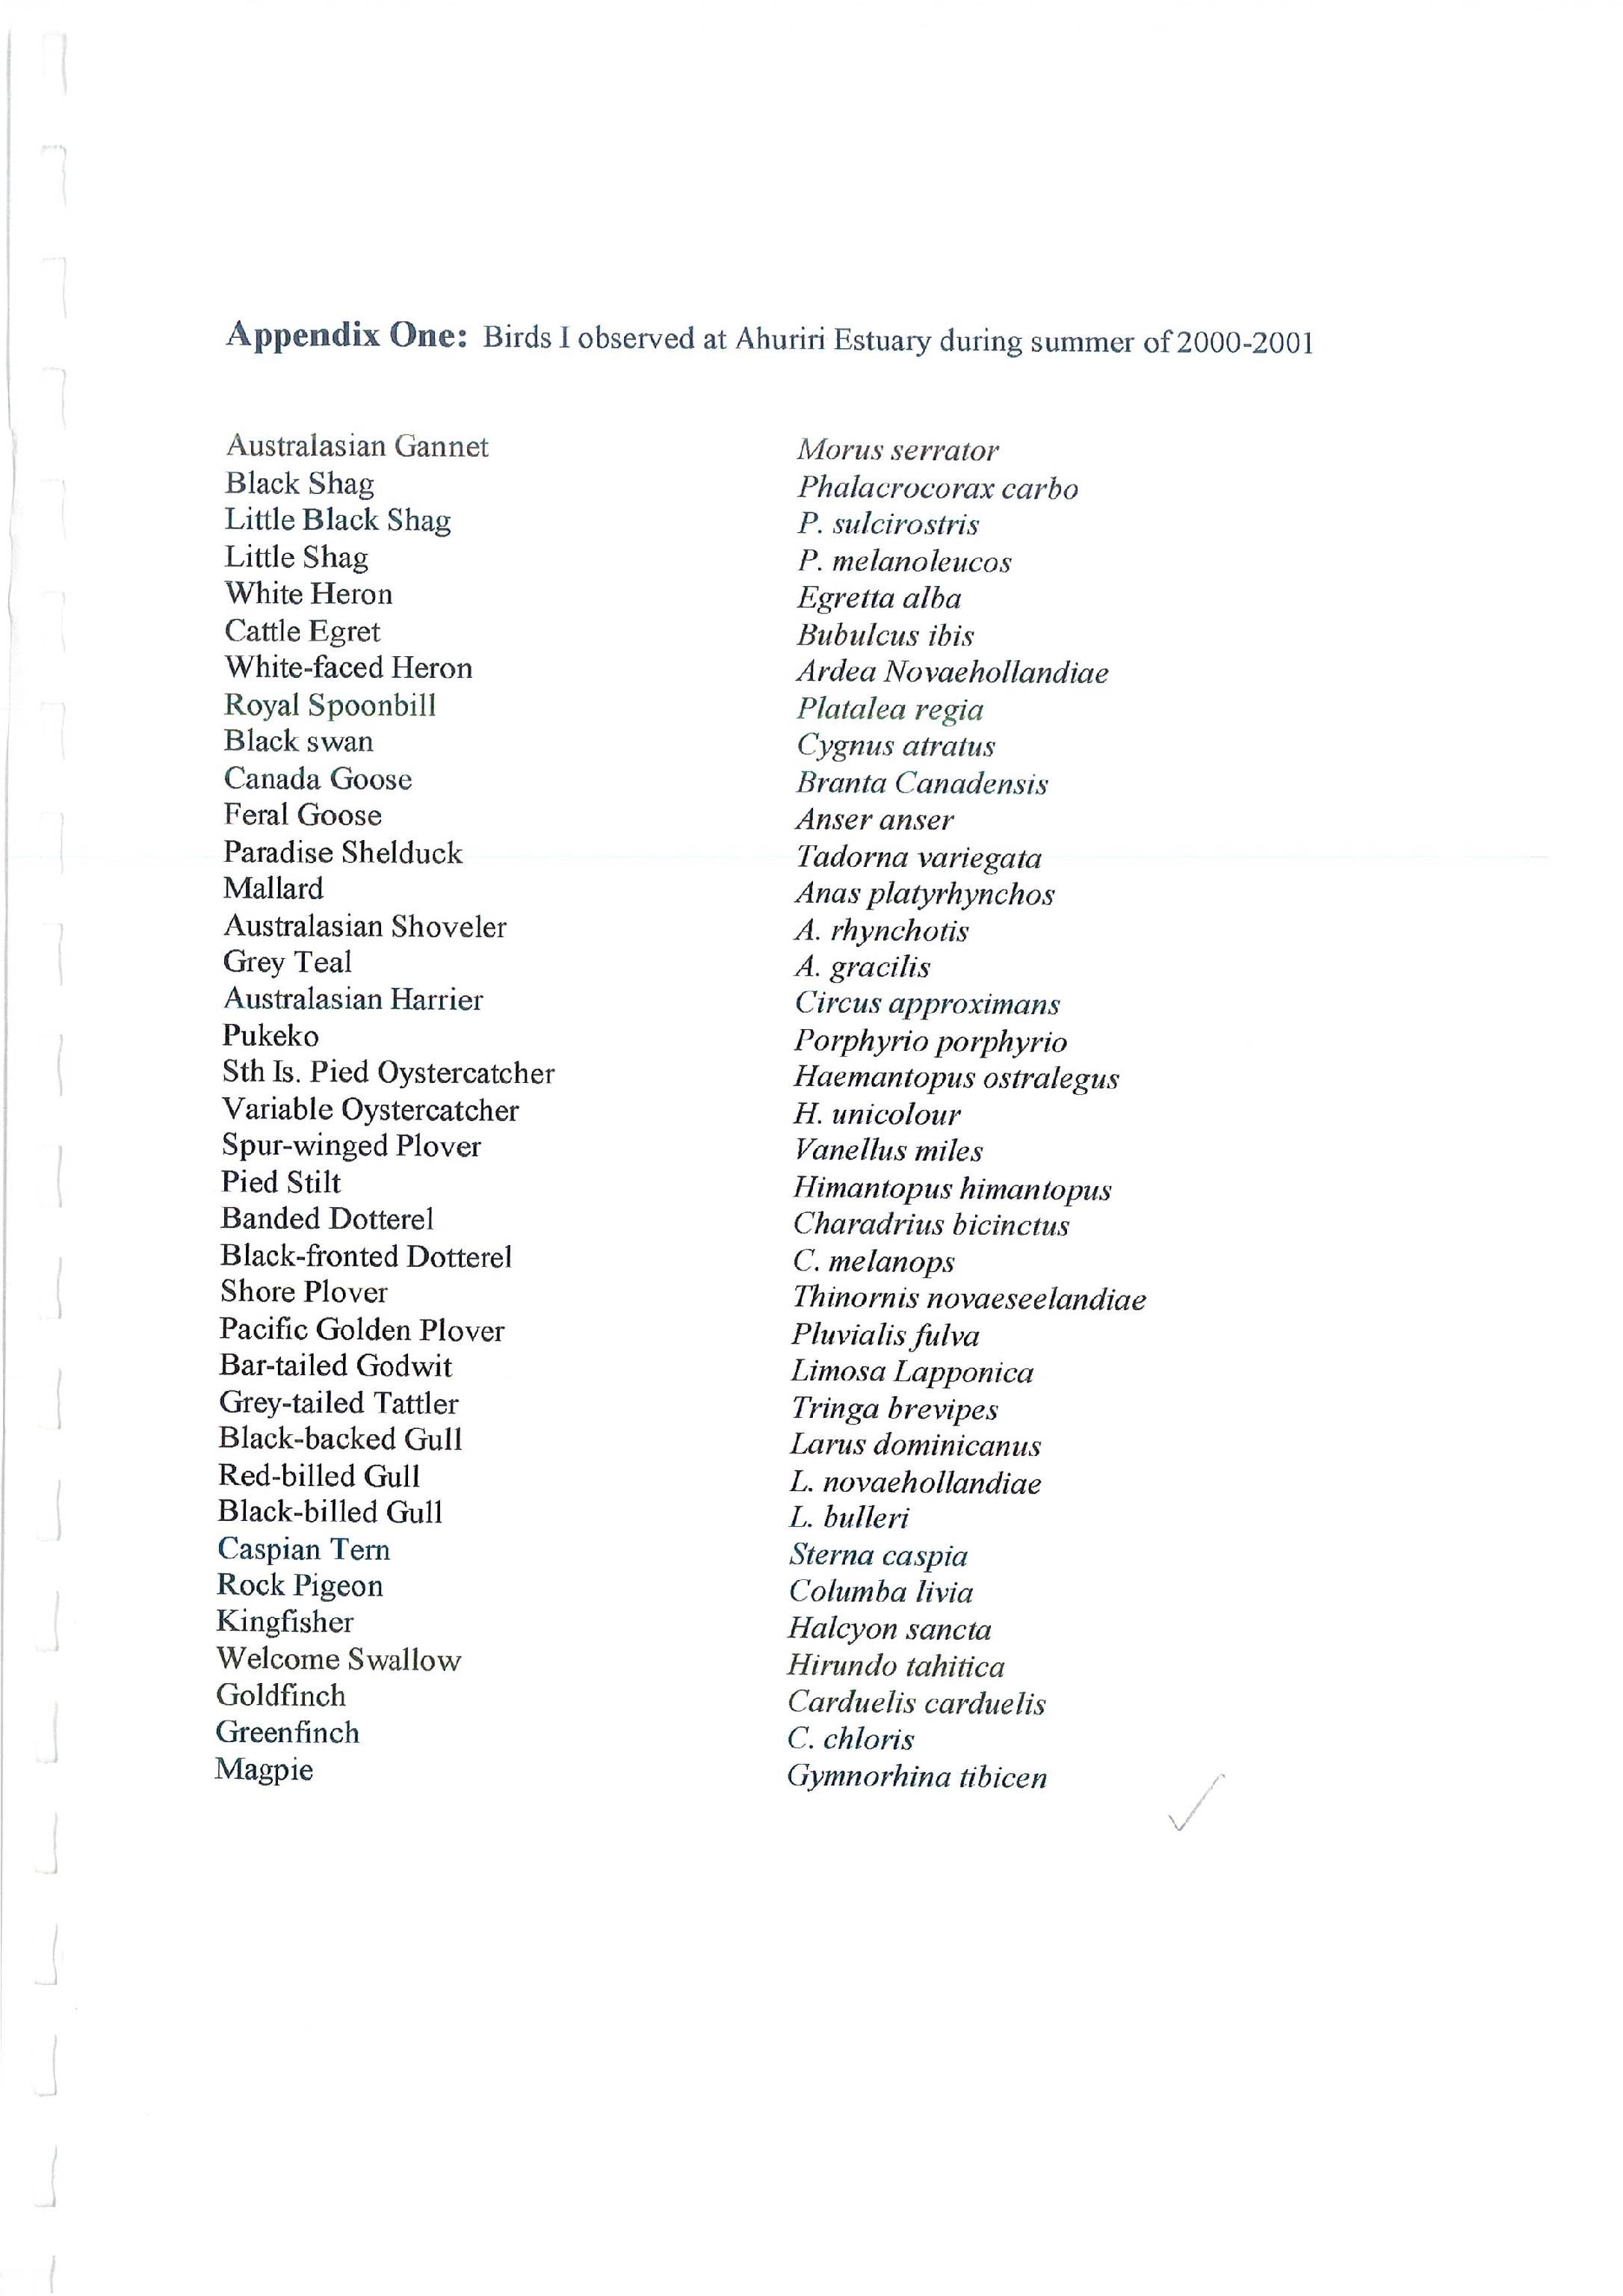 Appendix One: Birds I observed at Ahuriri Estuary during summer of 2000-2001
Australasian Gannet Morus serrator
Black Shag Phalacrocorax carbo
Little Black Shag P. sulcirostris
Little Shag P. melanoleucos
White Heron Egretta alba
Cattle Egret Bubulcus ibis
White-faced Heron Ardea Novaehollandiae
Royal Spoonbill Platalea regia
Black swan Cygnus atratus
Canada Goose Branta Canadensis
Feral Goose Anser anser
Paradise Shelduck Tadorna variegata
Mallard Anas platyrhynchos
Australasian Shoveler A. rhynchotis
Grey Teal A. gracilis
Australasian Harrier Circus approximans
Pukeko Porphyrio porphyrio
Sth Is. Pied Oystercatcher Haemantopus ostralegus
Variable Oystercatcher H. unicolour
Spur-winged Plover Vanellus miles
Pied Stilt Himantopus himantopus
Banded Dotterel Charadrius bicinctus
Black-fronted Dotterel C. melanops
Shore Plover Thinornis novaeseelandiae
Pacific Golden Plover Pluvialis fulva
Bar-tailed Godwit Limosa Lapponica
Grey-tailed Tattler Tringa brevipes
Black-backed Gull Larus dominicanus
Red-billed Gull L. novaehollandiae
Black-billed Gull L. bulleri
Caspian Tern Sterna caspia
Rock Pigeon Columba livia
Kingfisher Halcyon sancta
Welcome Swallow Hirundo tahitica
Goldfinch Carduelis carduelis
Greenfinch C. chloris
Magpie Gymnorhina tibicen